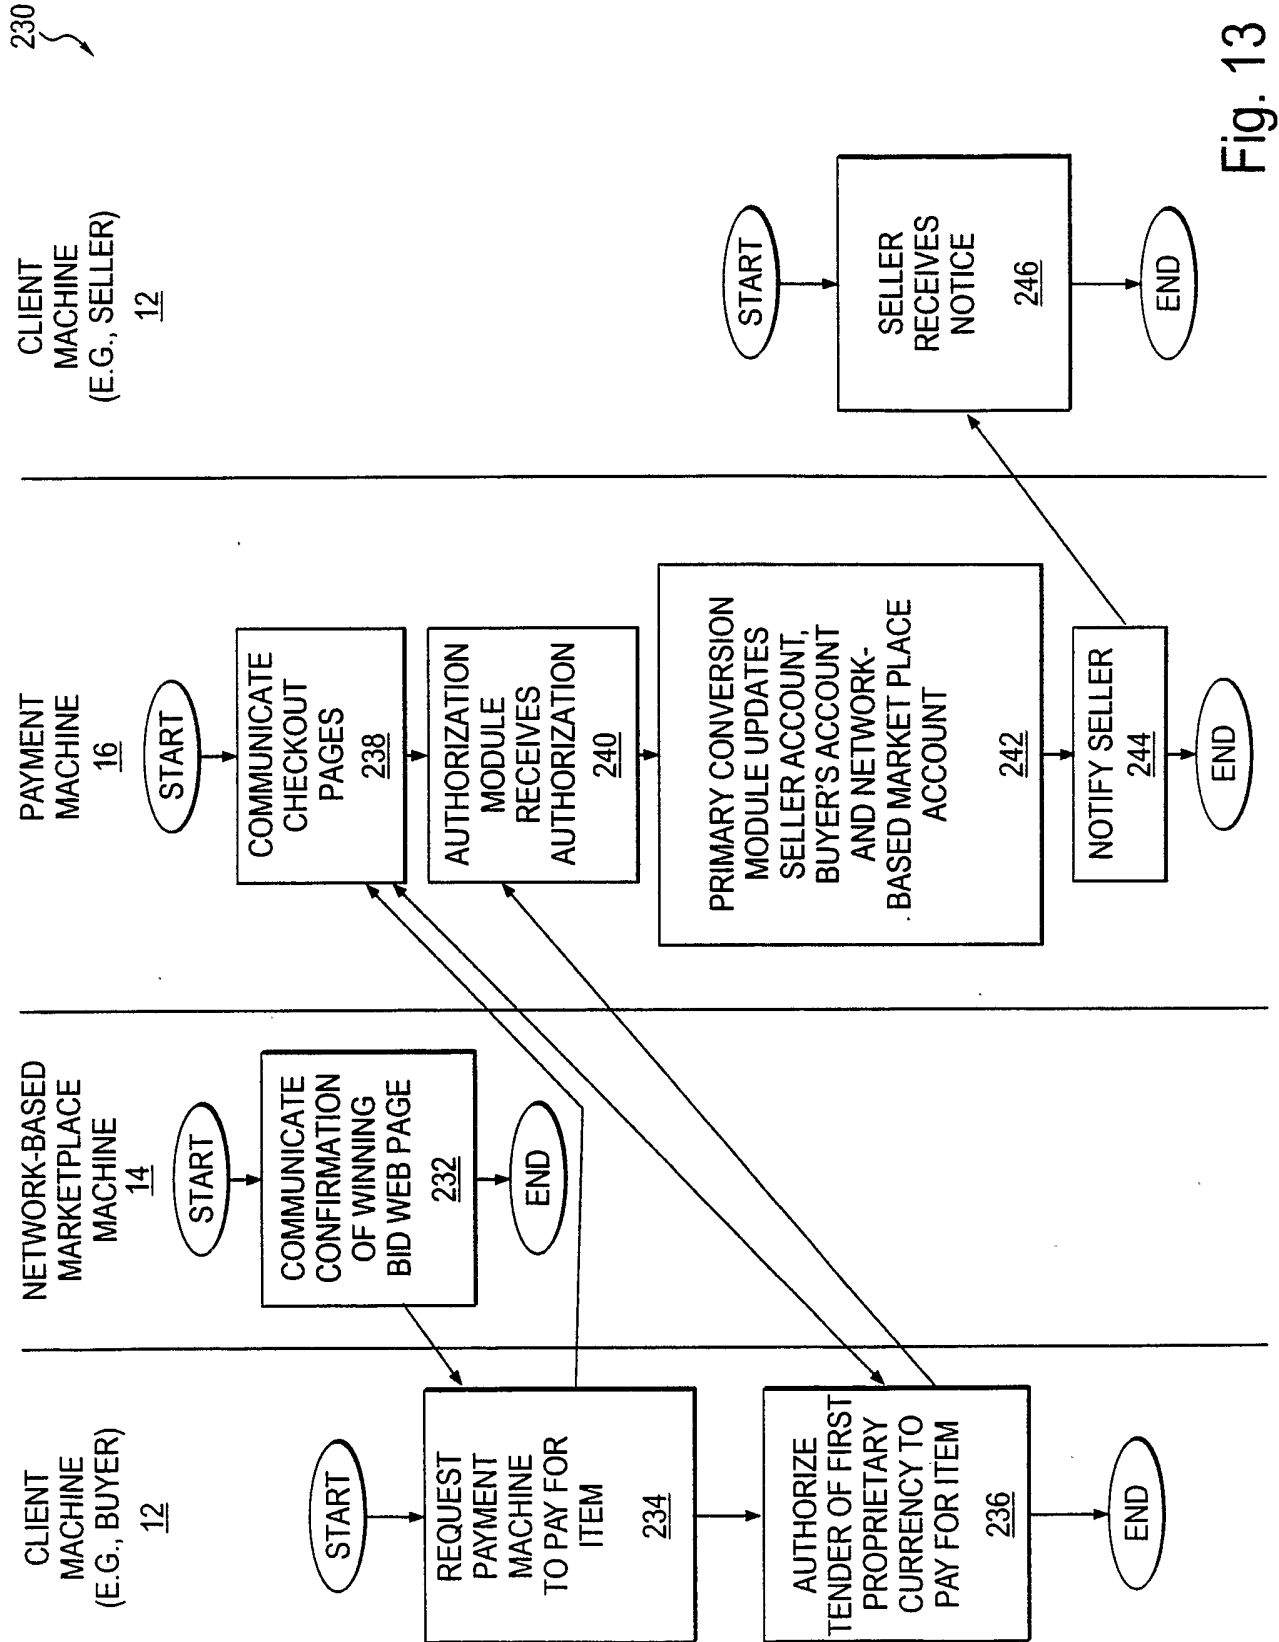 230
CLIENT
MACHINE
(E.G., BUYER)
12
START
REQUEST
PAYMENT
MACHINE
TO PAY FOR
ITEM
234
AUTHORIZE
TENDER OF FIRST
PROPRIETARY
CURRENCY TO
PAY FOR ITEM
236
END
NETWORK-BASED
MARKETPLACE
MACHINE
14
START
COMMUNICATE
CONFIRMATION
OF WINNING
BID WEB PAGE
232
END
PAYMENT
MACHINE
16
START
COMMUNICATE
CHECKOUT
PAGES
238
AUTHORIZATION
MODULE
RECEIVES
AUTHORIZATION
240
PRIMARY CONVERSION
MODULE UPDATES
SELLER ACCOUNT,
BUYER'S ACCOUNT
AND NETWORK-
BASED MARKET PLACE
ACCOUNT
242
NOTIFY SELLER
244
END
CLIENT
MACHINE
(E.G., SELLER)
12
START
SELLER
RECEIVES
NOTICE
246
END
Fig. 13